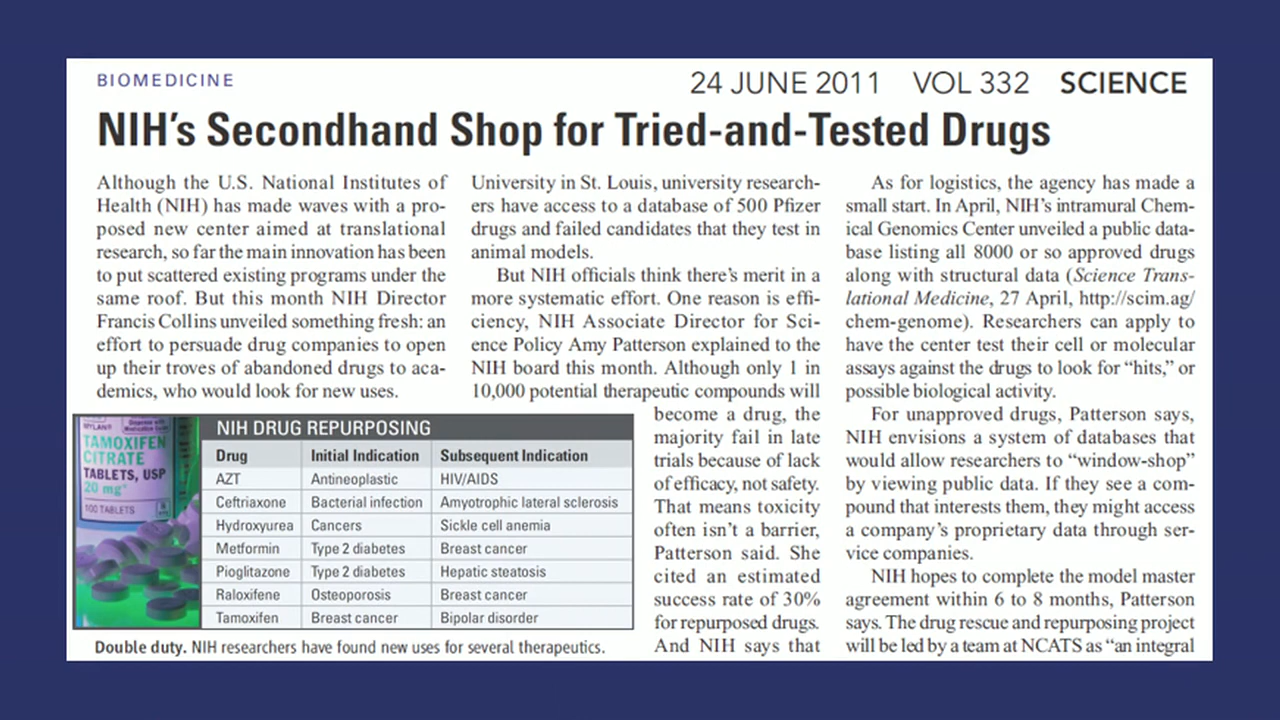 BIOMEDICINE
24 JUNE 2011 VOL 332 SCIENCE
NIH's Secondhand Shop for Tried-and-Tested Drugs
Although the U.S. National Institutes of
Health (NIH) has made waves with a pro-
posed new center aimed at translational
research, so far the main innovation has been
to put scattered existing programs under the
same roof. But this month NIH Director
Francis Collins unveiled something fresh: an
effort to persuade drug companies to open
up their troves of abandoned drugs to aca-
demics, who would look for new uses.
University in St. Louis, university research-
ers have access to a database of 500 Pfizer
drugs and failed candidates that they test in
animal models.
But NIH officials think there's merit in a
more systematic effort. One reason is effi-
ciency, NIH Associate Director for Sci-
ence Policy Amy Patterson explained to the
NIH board this month. Although only 1 in
10,000 potential therapeutic compounds will
become a drug, the
majority fail in late
trials because of lack
of efficacy, not safety.
That means toxicity
often isn't a barrier,
Patterson said. She
cited an estimated
success rate of 30%
for repurposed drugs.
And NIH says that
As for logistics, the agency has made a
small start. In April, NIH's intramural Chem-
ical Genomics Center unveiled a public data-
base listing all 8000 or so approved drugs
along with structural data (Science Trans-
lational Medicine, 27 April, http://scim.ag/
chem-genome). Researchers can apply to
have the center test their cell or molecular
assays against the drugs to look for "hits," or
possible biological activity.
For unapproved drugs, Patterson says,
NIH envisions a system of databases that
would allow researchers to "window-shop"
by viewing public data. If they see a com-
pound that interests them, they might access
a company's proprietary data through ser-
vice companies.
NIH hopes to complete the model master
agreement within 6 to 8 months, Patterson
says. The drug rescue and repurposing project
will be led by a team at NCATS as "an integral
MYLAN®
TAMOXIFEN
CITRATE
TABLETS, USP
20 mg
100 TABLETS
NIH DRUG REPURPOSING
Drug Initial Indication Subsequent Indication
AZT Antineoplastic HIV/AIDS
Ceftriaxone Bacterial infection Amyotrophic lateral sclerosis
Hydroxyurea Cancers Sickle cell anemia
Metformin Type 2 diabetes Breast cancer
Pioglitazone Type 2 diabetes Hepatic steatosis
Raloxifene Osteoporosis Breast cancer
Tamoxifen Breast cancer Bipolar disorder
Double duty. NIH researchers have found new uses for several therapeutics.